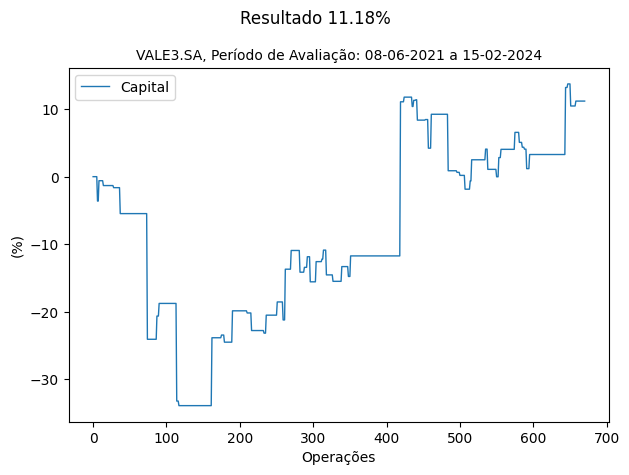 Resultado 11.18%
VALE3.SA, Período de Avaliação: 08-06-2021 a 15-02-2024
Capital
10
0
−10
−20
−30
(%)
0 100 200 300 400 500 600 700
Operações